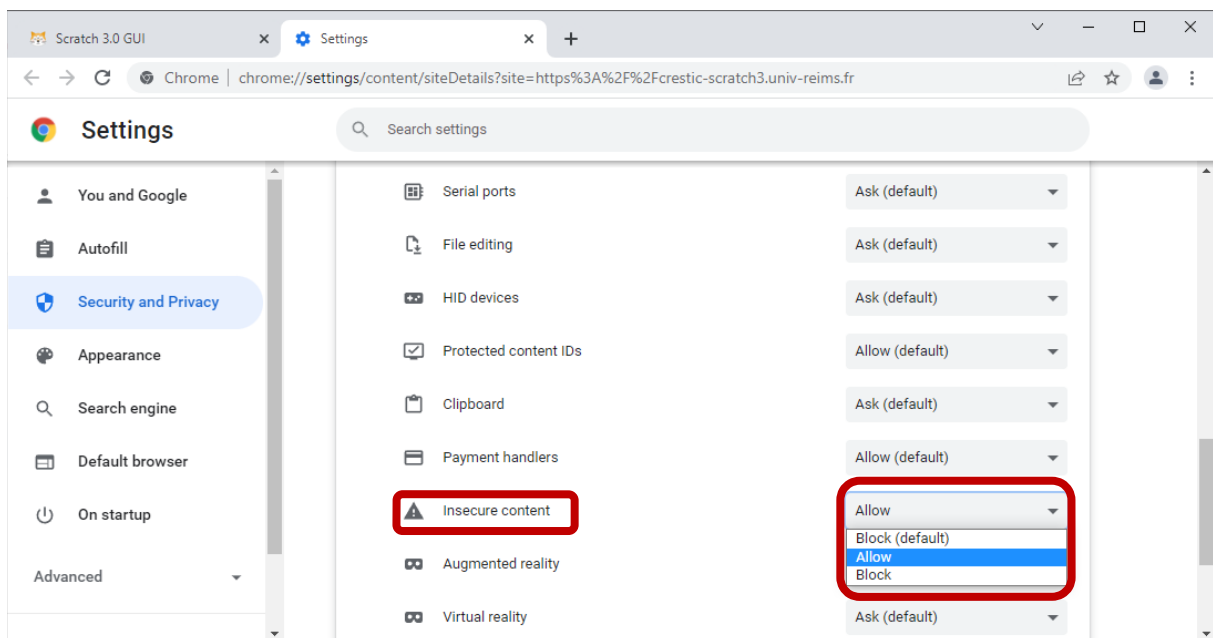 Scratch 3.0 GUI
Settings
Chrome | chrome://settings/content/siteDetails?site=https%3A%2F%2Fcrestic-scratch3.univ-reims.fr
Settings
Search settings
You and Google
Autofill
Security and Privacy
Appearance
Search engine
Default browser
On startup
Advanced
Serial ports Ask (default)
File editing Ask (default)
HID devices Ask (default)
Protected content IDs Allow (default)
Clipboard Ask (default)
Payment handlers Allow (default)
Insecure content Allow
Block (default)
Allow
Block
Augmented reality
Virtual reality Ask (default)